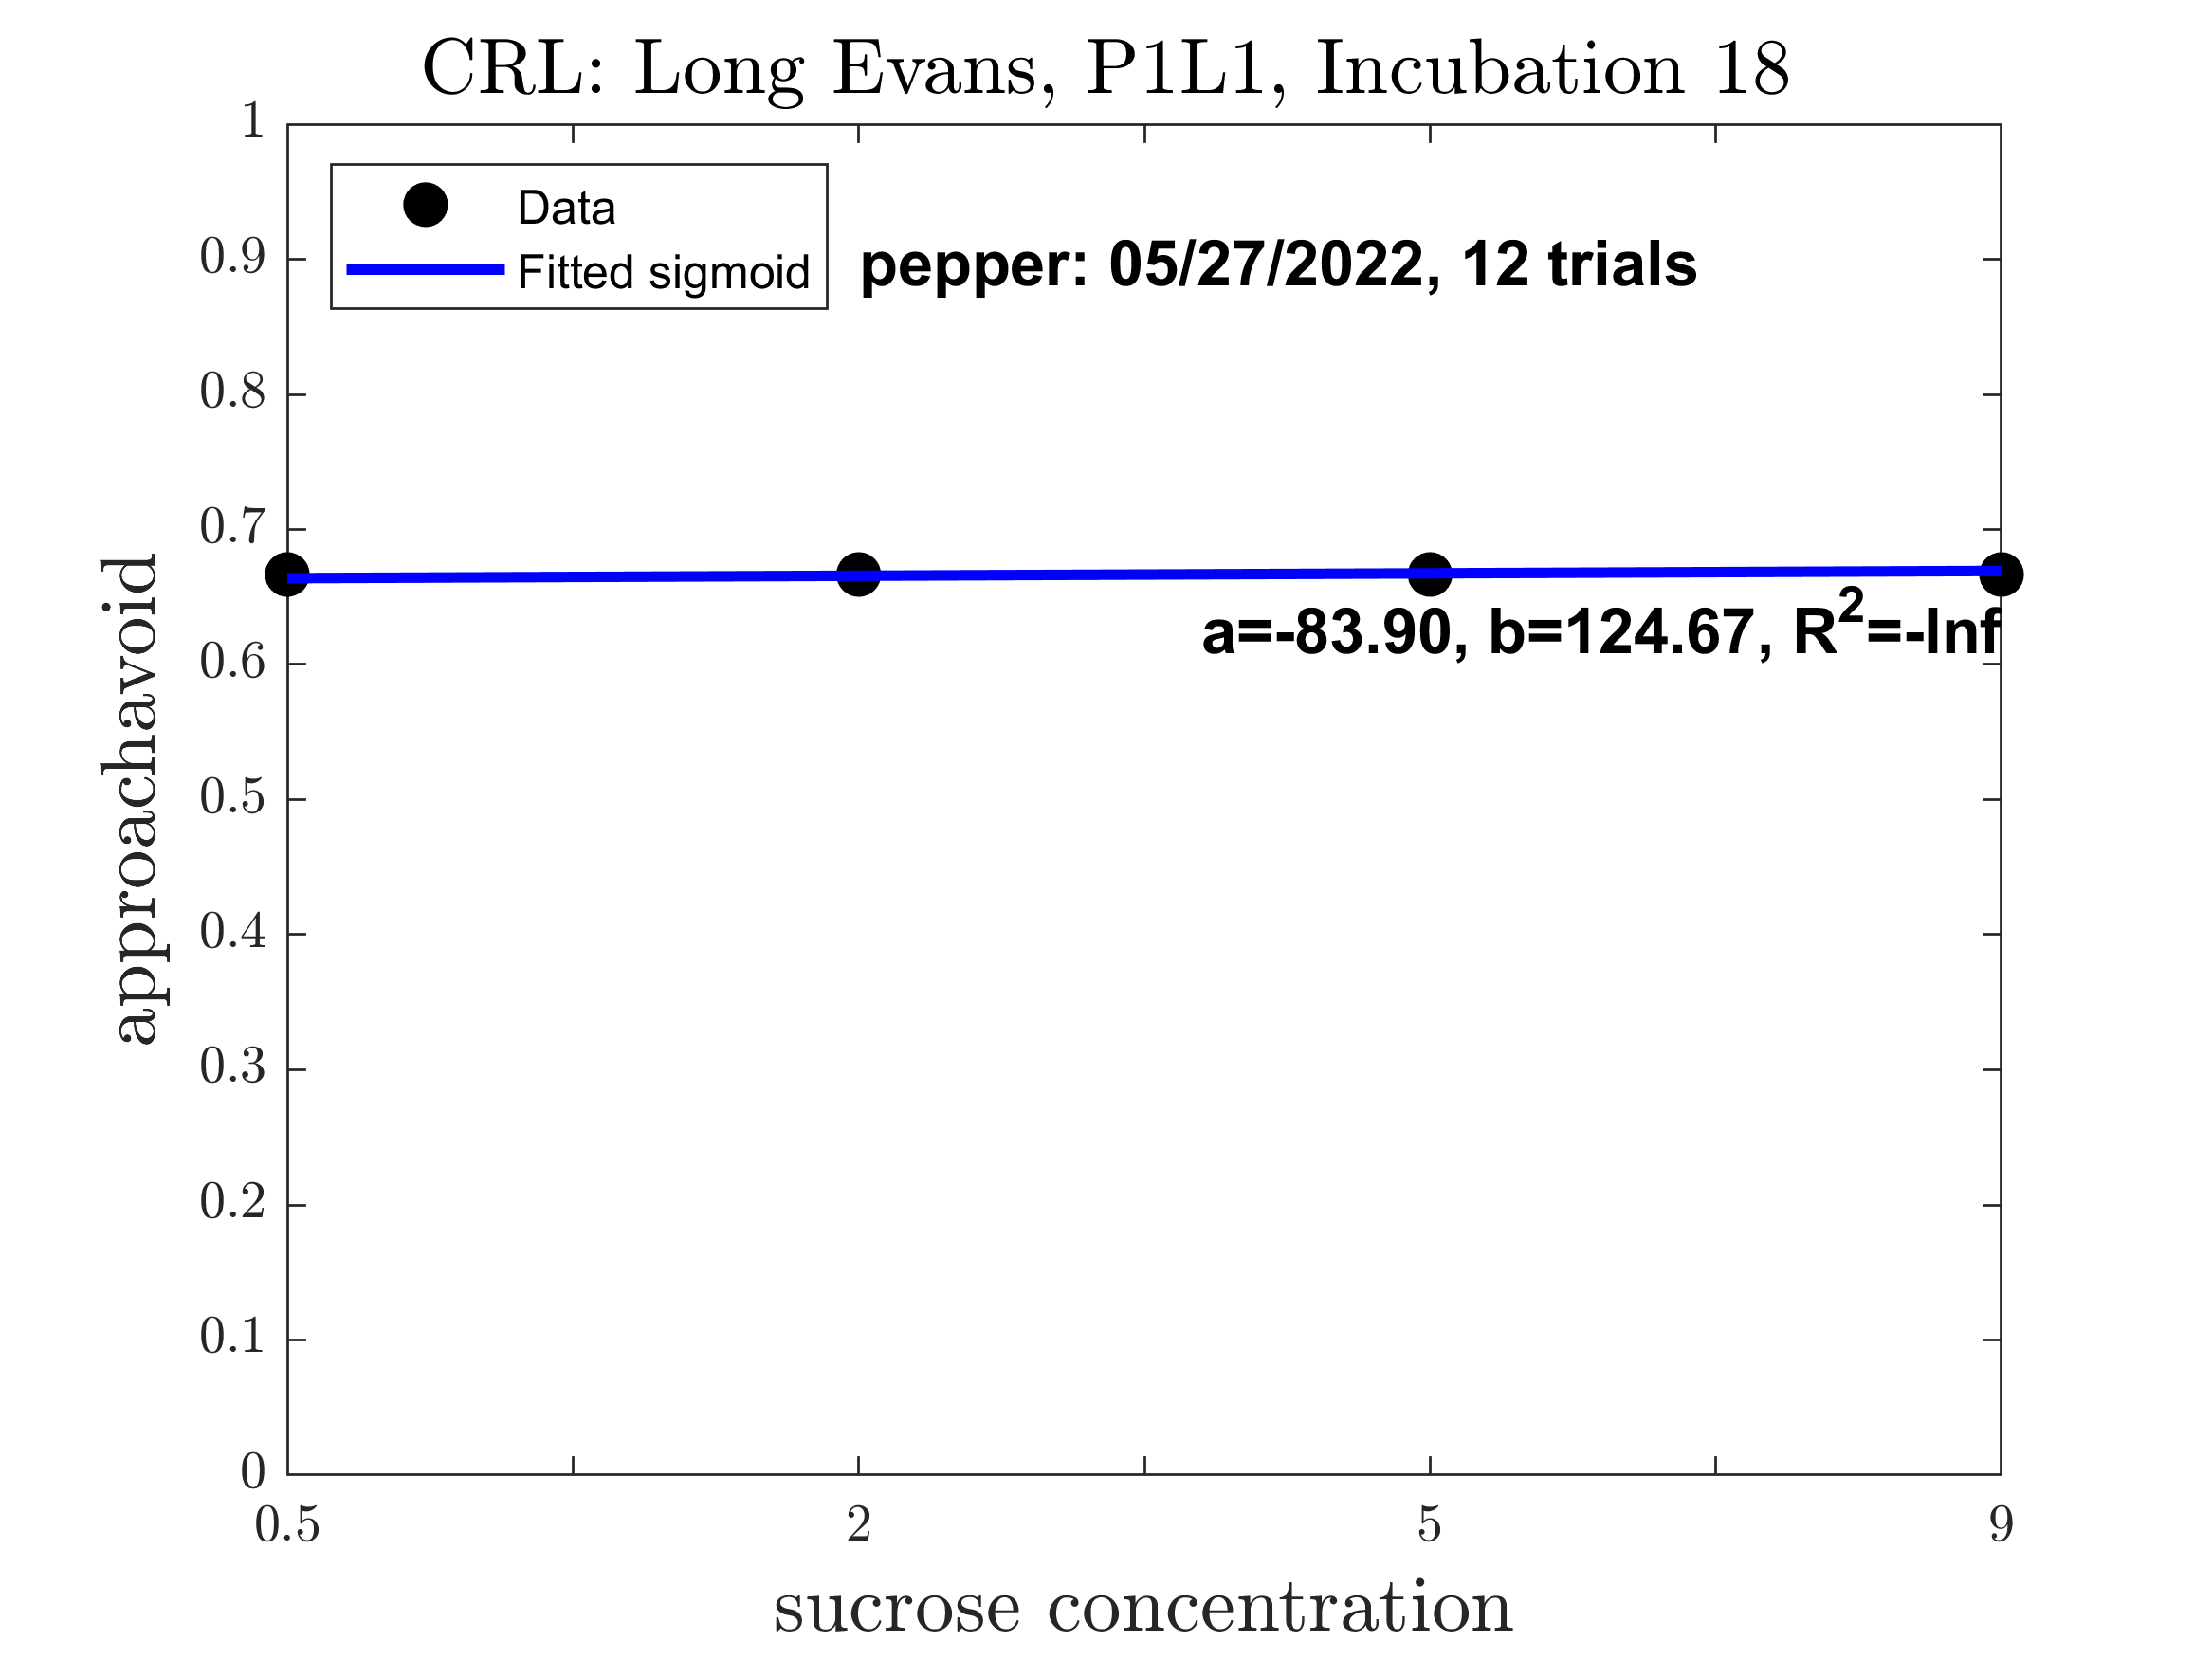 CRL: Long Evans, P1L1, Incubation 18
1
Data
Fitted sigmoid
pepper: 05/27/2022, 12 trials
0.9
0.8
0.7
a=-83.90, b=124.67, R²=-Inf
0.6
0.5
0.4
0.3
0.2
0.1
0
approachavoid
0.5 2 5 9
sucrose concentration